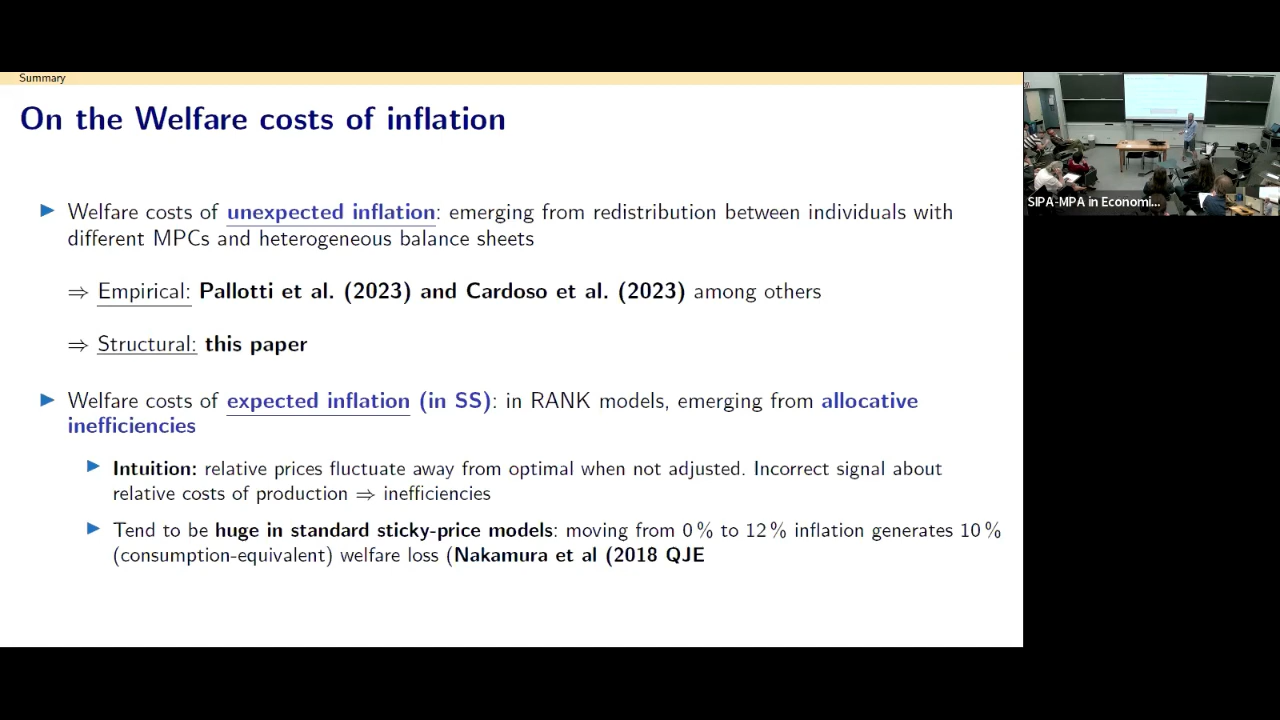 Summary
On the Welfare costs of inflation
▶ Welfare costs of unexpected inflation: emerging from redistribution between individuals with
different MPCs and heterogeneous balance sheets
⇒ Empirical: Pallotti et al. (2023) and Cardoso et al. (2023) among others
⇒ Structural: this paper
▶ Welfare costs of expected inflation (in SS): in RANK models, emerging from allocative
inefficiencies
▶ Intuition: relative prices fluctuate away from optimal when not adjusted. Incorrect signal about
relative costs of production ⇒ inefficiencies
▶ Tend to be huge in standard sticky-price models: moving from 0 % to 12 % inflation generates 10 %
(consumption-equivalent) welfare loss (Nakamura et al (2018 QJE
SIPA-MPA in Economi...